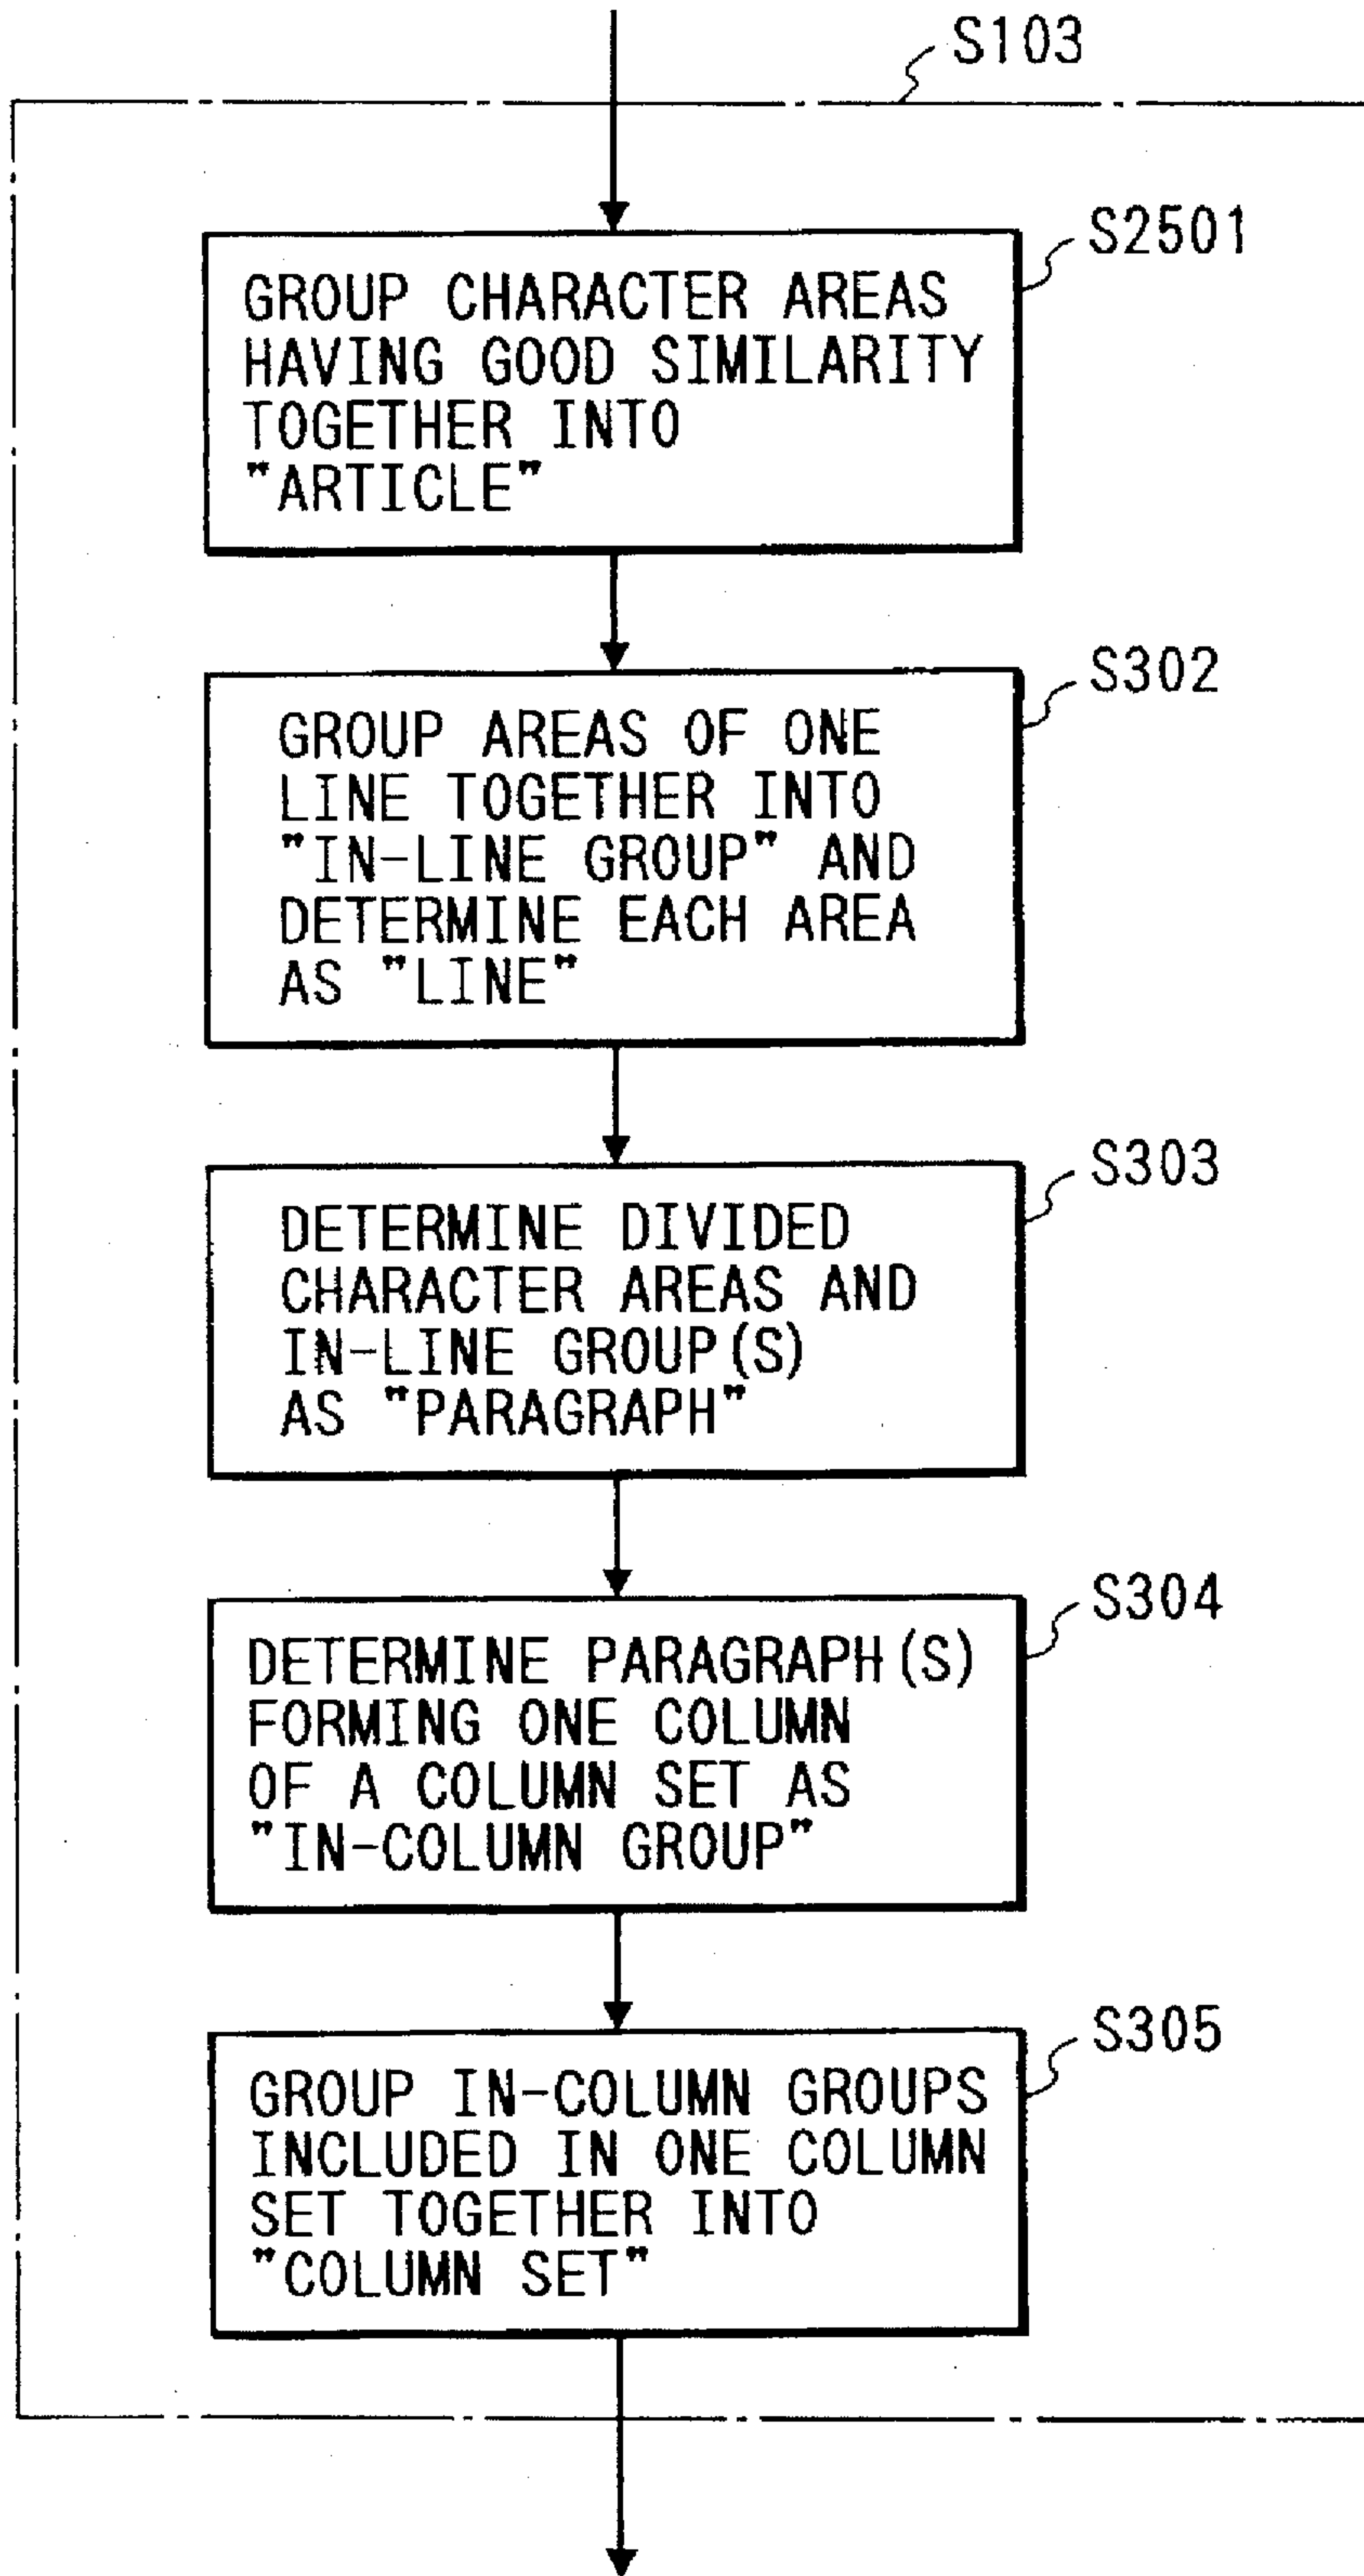 S103
S2501
GROUP CHARACTER AREAS
HAVING GOOD SIMILARITY
TOGETHER INTO
"ARTICLE"
S302
GROUP AREAS OF ONE
LINE TOGETHER INTO
"IN-LINE GROUP" AND
DETERMINE EACH AREA
AS "LINE"
S303
DETERMINE DIVIDED
CHARACTER AREAS AND
IN-LINE GROUP(S)
AS "PARAGRAPH"
S304
DETERMINE PARAGRAPH(S)
FORMING ONE COLUMN
OF A COLUMN SET AS
"IN-COLUMN GROUP"
S305
GROUP IN-COLUMN GROUPS
INCLUDED IN ONE COLUMN
SET TOGETHER INTO
"COLUMN SET"